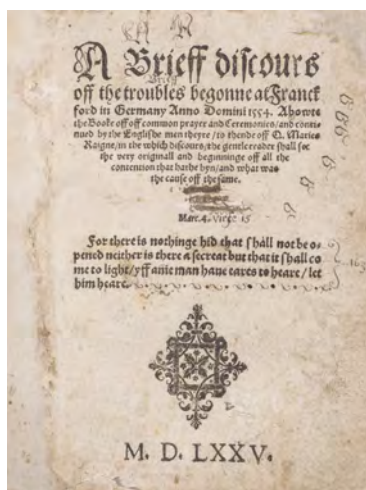 A Brieff discours
off the troubles begonne at Franck
ford in Germany Anno Domini 1554. Abowte
the Booke off off common prayer and Ceremonies / and conti-
nued by the Englishe men theyre / to thende off Q. Maries
Raigne / in the which discours / the gentle reader shall see
the very originall and beginninge off all the
contention that hathe byn / and what was
the cause off the same.
Marc. 4. Verse
For there is nothinge hid that shall not be o-
pened neither is there a secreat but that it shall co
me to light / yff anie man haue eares to heare / let
him heare.
M. D. LXXV.